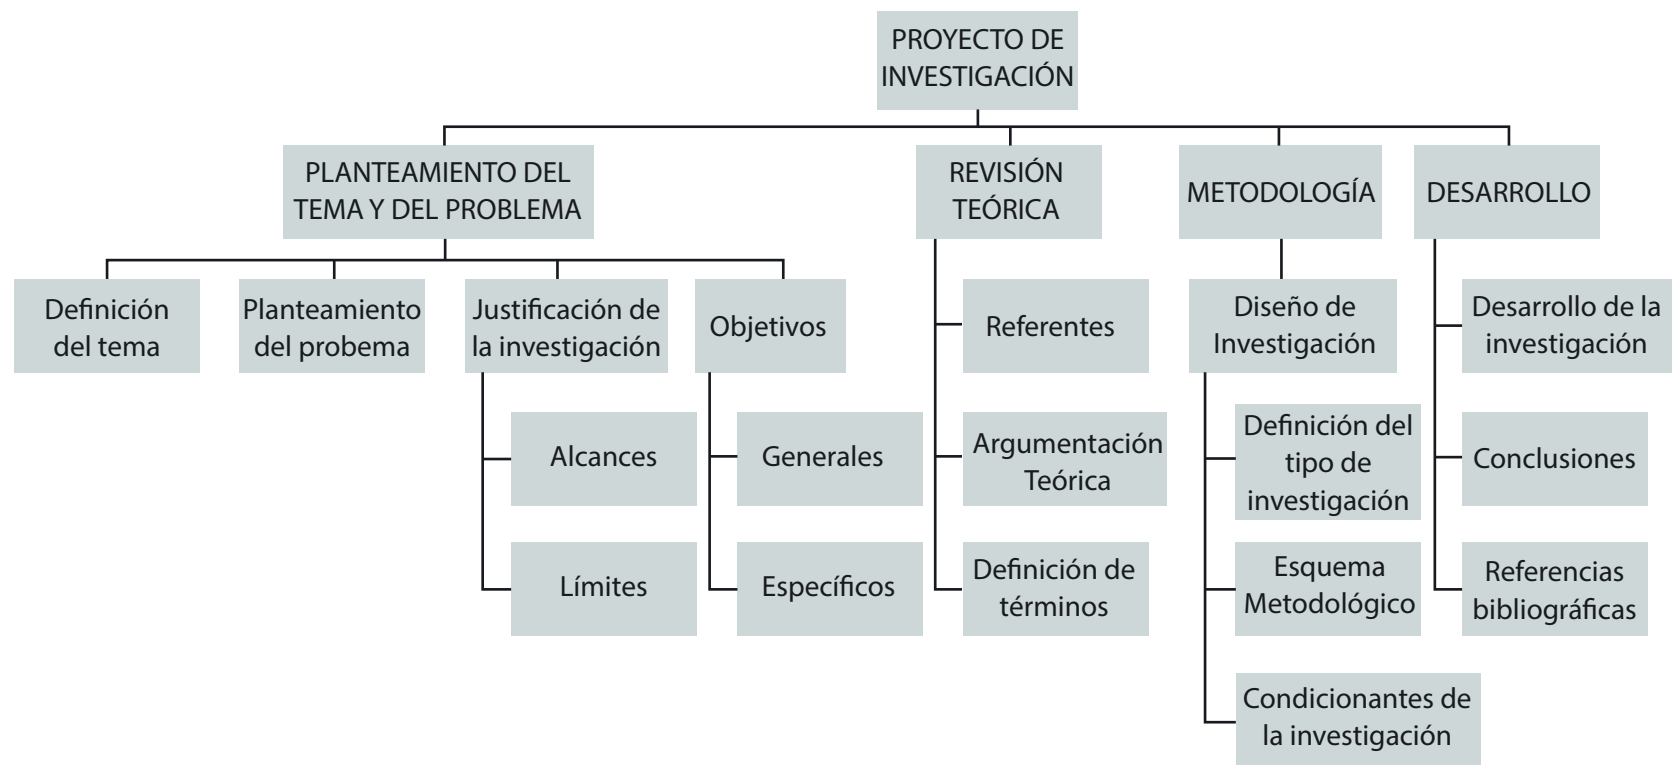 PROYECTO DE
INVESTIGACIÓN
PLANTEAMIENTO DEL
TEMA Y DEL PROBLEMA
REVISIÓN
TEÓRICA
METODOLOGÍA
DESARROLLO
Definición
del tema
Planteamiento
del probema
Justificación de
la investigación
Objetivos
Referentes
Diseño de
Investigación
Desarrollo de la
investigación
Alcances
Generales
Argumentación
Teórica
Definición del
tipo de
investigación
Conclusiones
Límites
Específicos
Definición de
términos
Esquema
Metodológico
Referencias
bibliográficas
Condicionantes de
la investigación